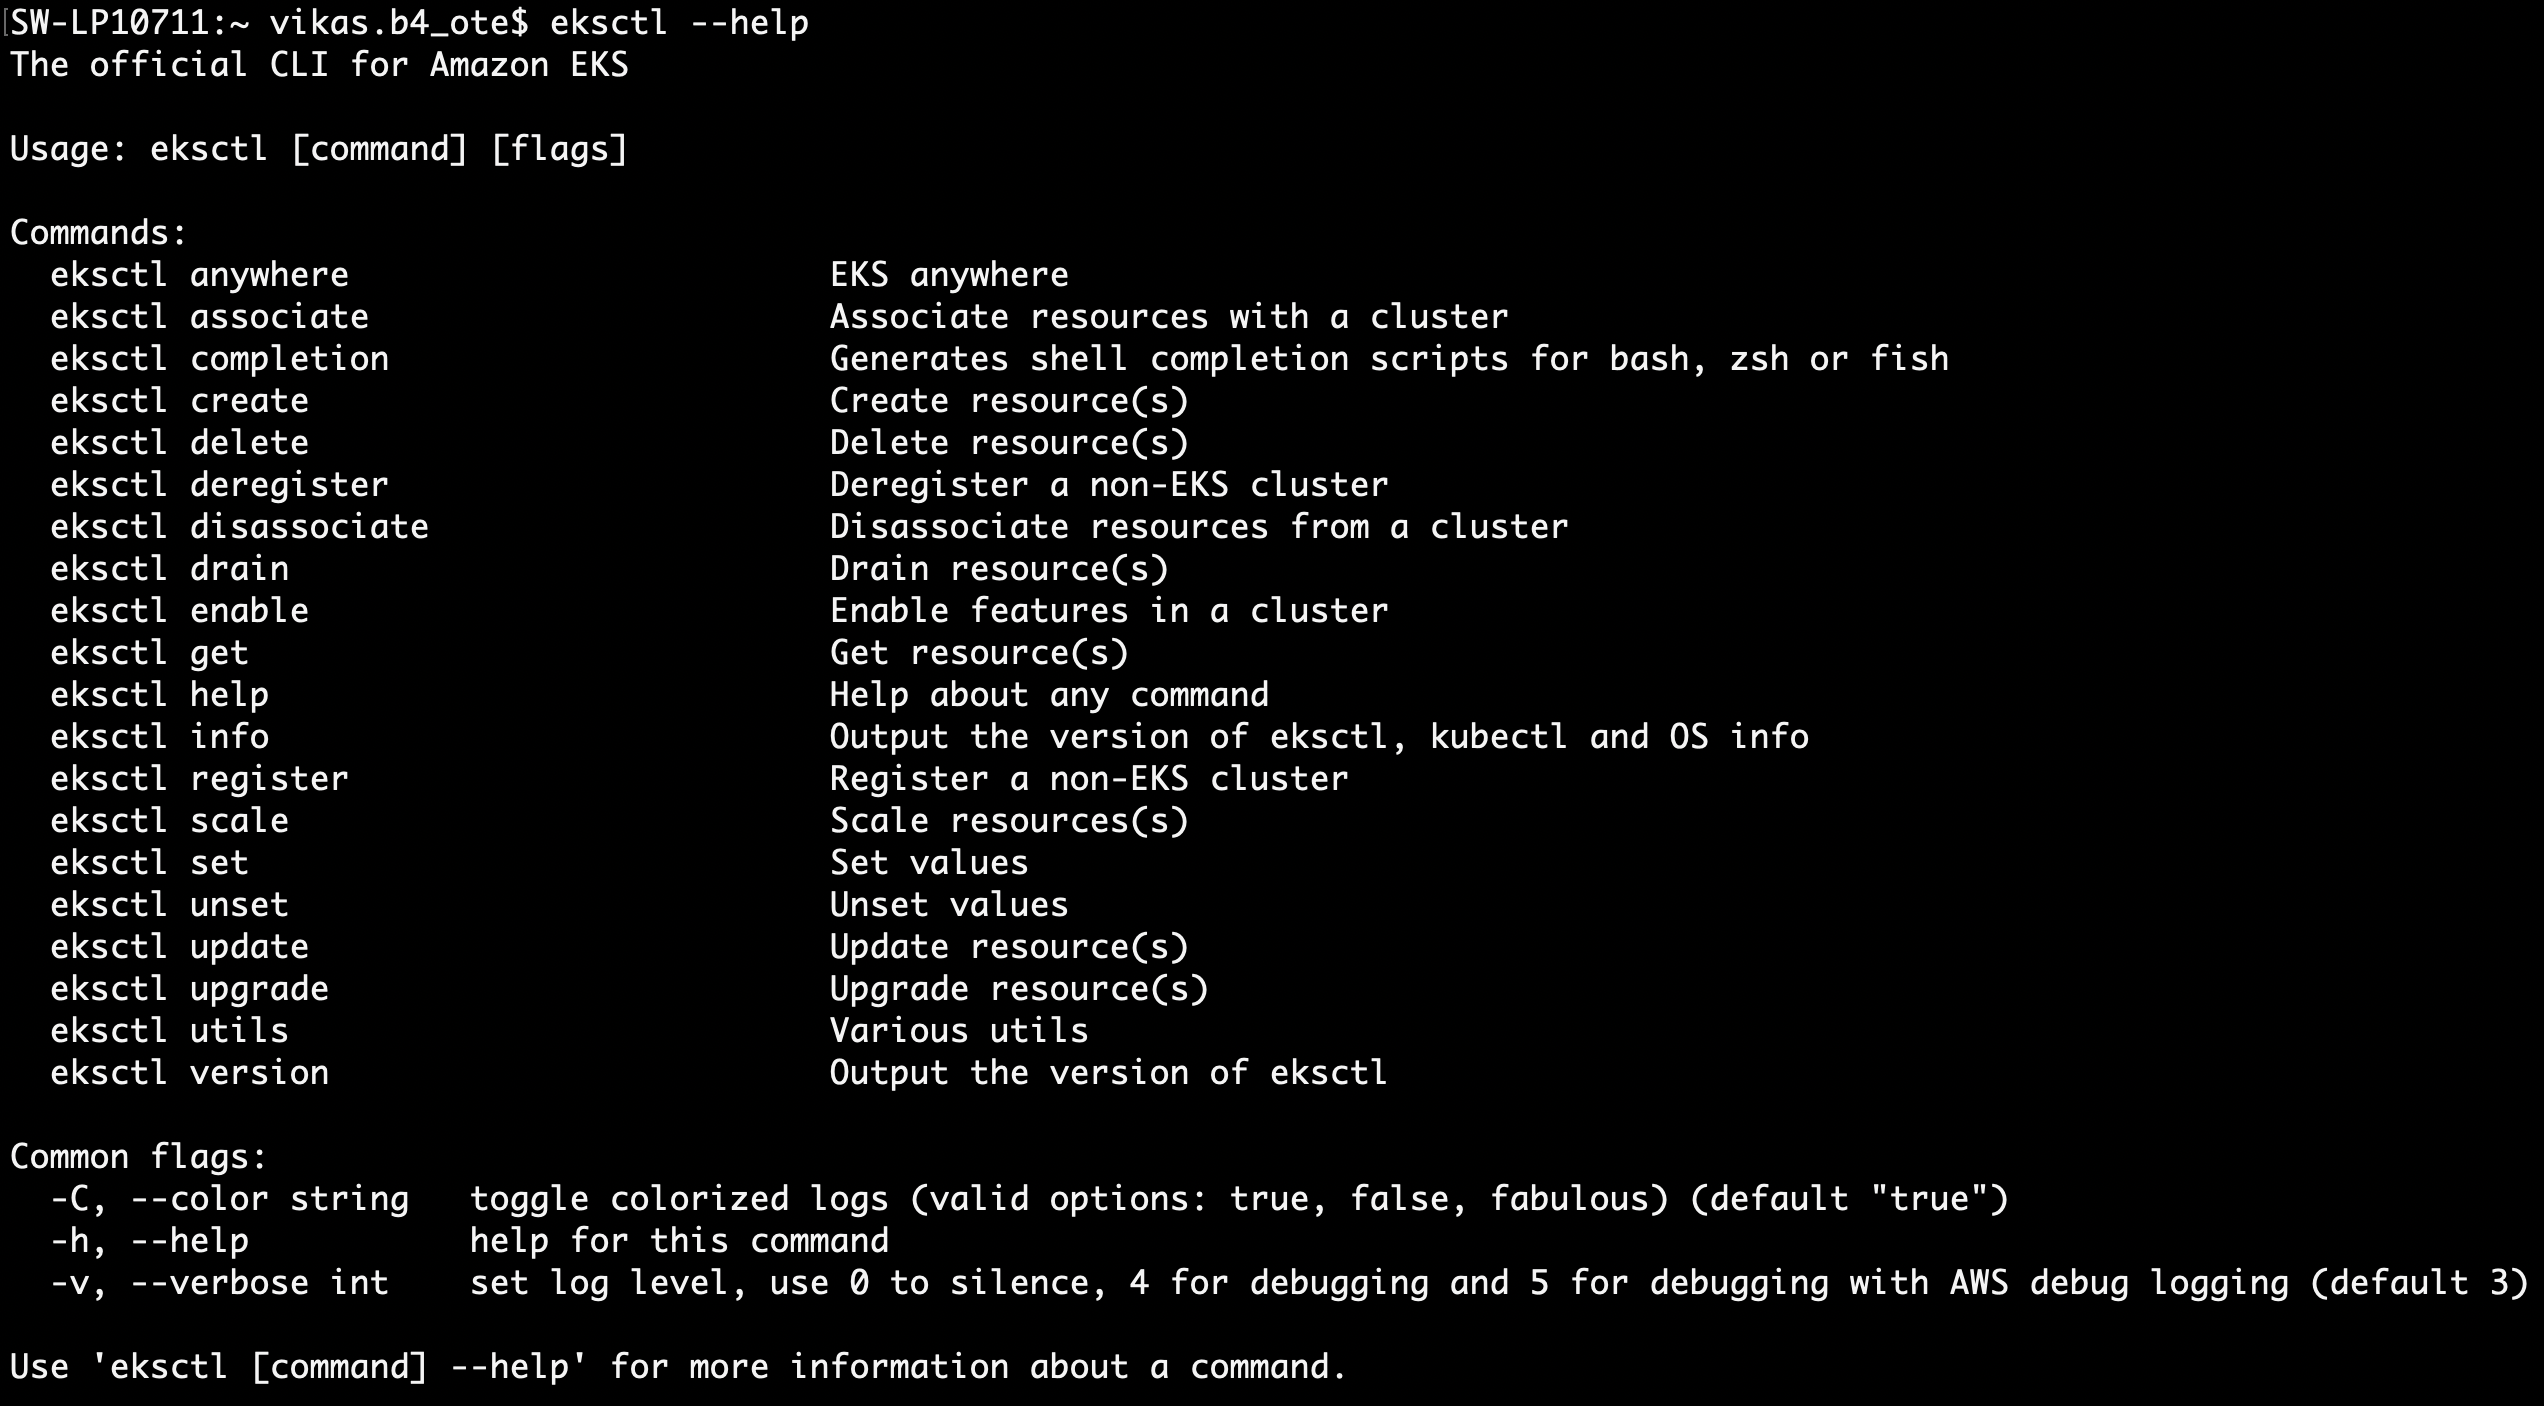 SW-LP10711:~ vikas.b4_ote$ eksctl --help
The official CLI for Amazon EKS
Usage: eksctl [command] [flags]
Commands:
eksctl anywhere EKS anywhere
eksctl associate Associate resources with a cluster
eksctl completion Generates shell completion scripts for bash, zsh or fish
eksctl create Create resource(s)
eksctl delete Delete resource(s)
eksctl deregister Deregister a non-EKS cluster
eksctl disassociate Disassociate resources from a cluster
eksctl drain Drain resource(s)
eksctl enable Enable features in a cluster
eksctl get Get resource(s)
eksctl help Help about any command
eksctl info Output the version of eksctl, kubectl and OS info
eksctl register Register a non-EKS cluster
eksctl scale Scale resources(s)
eksctl set Set values
eksctl unset Unset values
eksctl update Update resource(s)
eksctl upgrade Upgrade resource(s)
eksctl utils Various utils
eksctl version Output the version of eksctl
Common flags:
-C, --color string toggle colorized logs (valid options: true, false, fabulous) (default "true")
-h, --help help for this command
-v, --verbose int set log level, use 0 to silence, 4 for debugging and 5 for debugging with AWS debug logging (default 3)
Use 'eksctl [command] --help' for more information about a command.